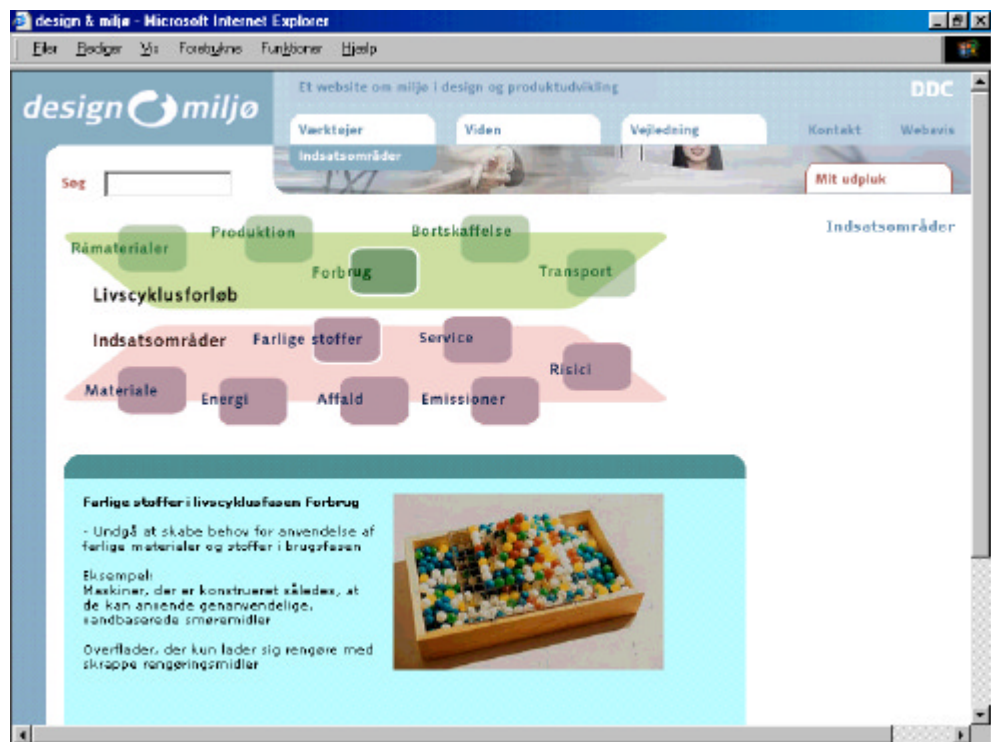 design & miljø - Microsoft Internet Explorer
Filer Rediger Vis Foretrukne Funktioner Hjælp
design miljø
Et website om miljø i design og produktudvikling
DDC
Værktøjer Viden Vejledning Kontakt Webavis
Indsatsområder
Søg
Mit udpluk
Indsatsområder
Råmaterialer Produktion Forbrug Bortskaffelse Transport
Livscyklusforløb
Indsatsområder Farlige stoffer Service Risici
Materiale Energi Affald Emissioner
Farlige stoffer i livscyklusfasen Forbrug
- Undgå at skabe behov for anvendelse af
farlige materialer og stoffer i brugsfasen
Eksempel:
Maskiner, der er konstrueret således, at
de kan anvende genanvendelige,
vandbaserede smøremidler
Overflader, der kun lader sig rengøre med
skrappe rengøringsmidler